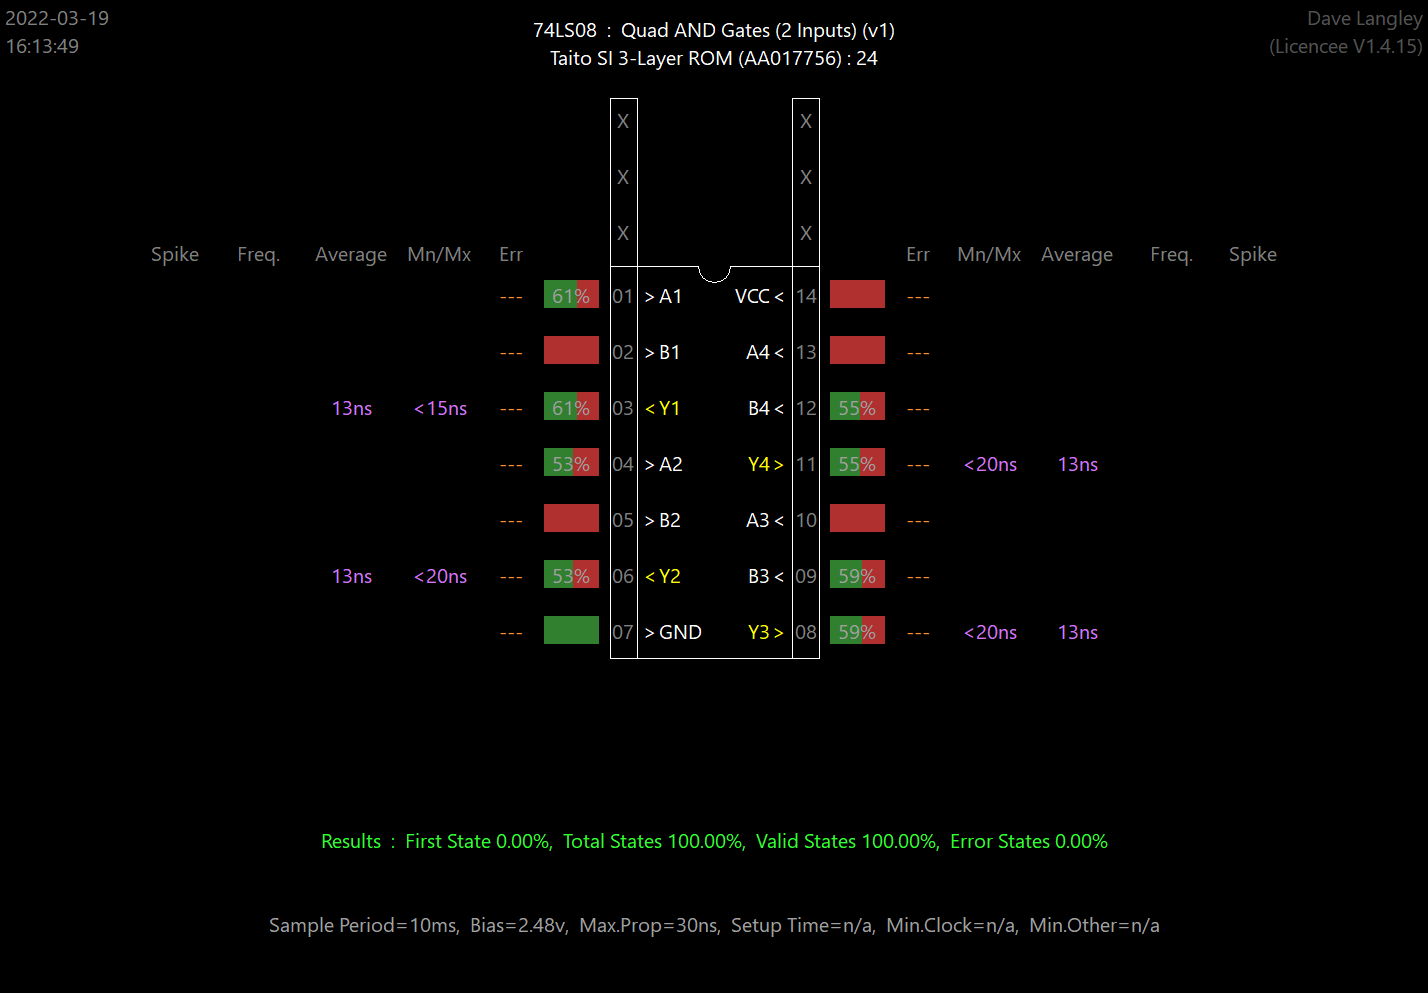 2022-03-19
16:13:49
74LS08 : Quad AND Gates (2 Inputs) (v1)
Taito SI 3-Layer ROM (AA017756) : 24
Dave Langley
(Licencee V1.4.15)
X X
X X
X X
Spike Freq. Average Mn/Mx Err Err Mn/Mx Average Freq. Spike
--- 61% 01 > A1 VCC < 14 ---
--- 02 > B1 A4 < 13 ---
13ns <15ns --- 61% 03 < Y1 B4 < 12 55% ---
--- 53% 04 > A2 Y4 > 11 55% --- <20ns 13ns
--- 05 > B2 A3 < 10 ---
13ns <20ns --- 53% 06 < Y2 B3 < 09 59% ---
--- 07 > GND Y3 > 08 59% --- <20ns 13ns
Results : First State 0.00%, Total States 100.00%, Valid States 100.00%, Error States 0.00%
Sample Period=10ms, Bias=2.48v, Max.Prop=30ns, Setup Time=n/a, Min.Clock=n/a, Min.Other=n/a